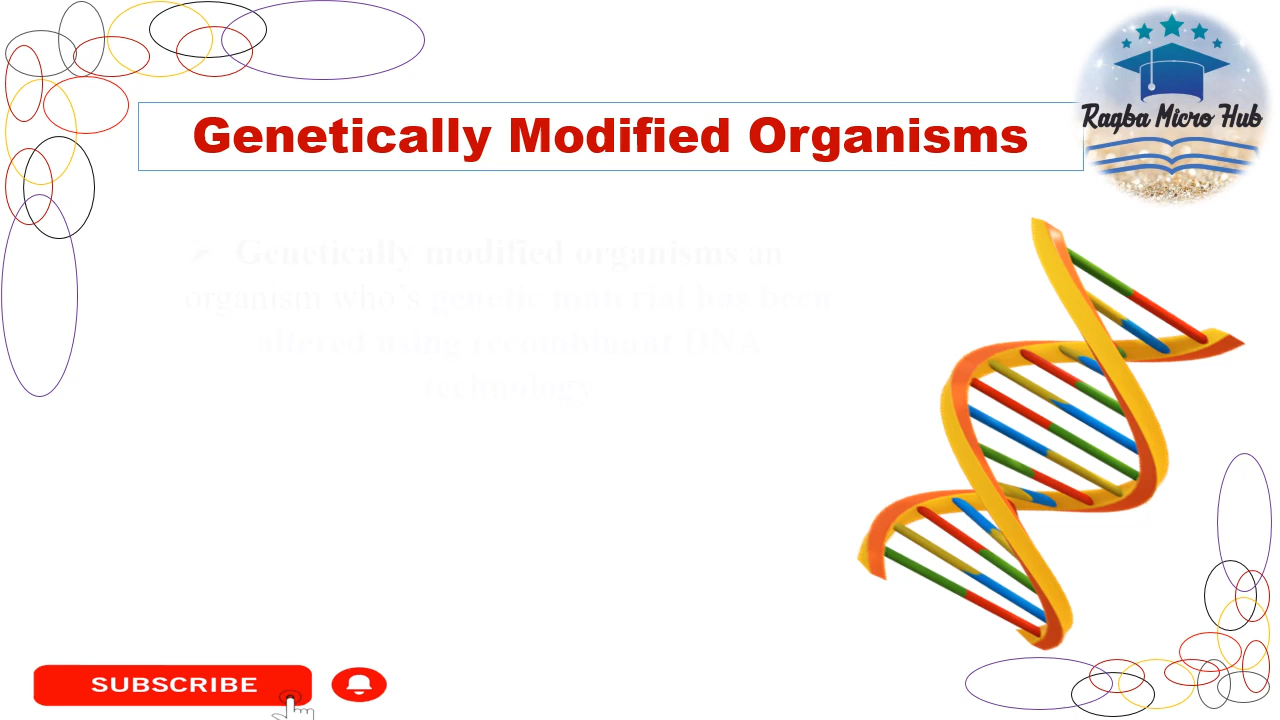 Genetically Modified Organisms
Raqba Micro Hub
➢ Genetically modified organisms an
organism who's genetic material has been
altered using recombinant DNA
technology
SUBSCRIBE